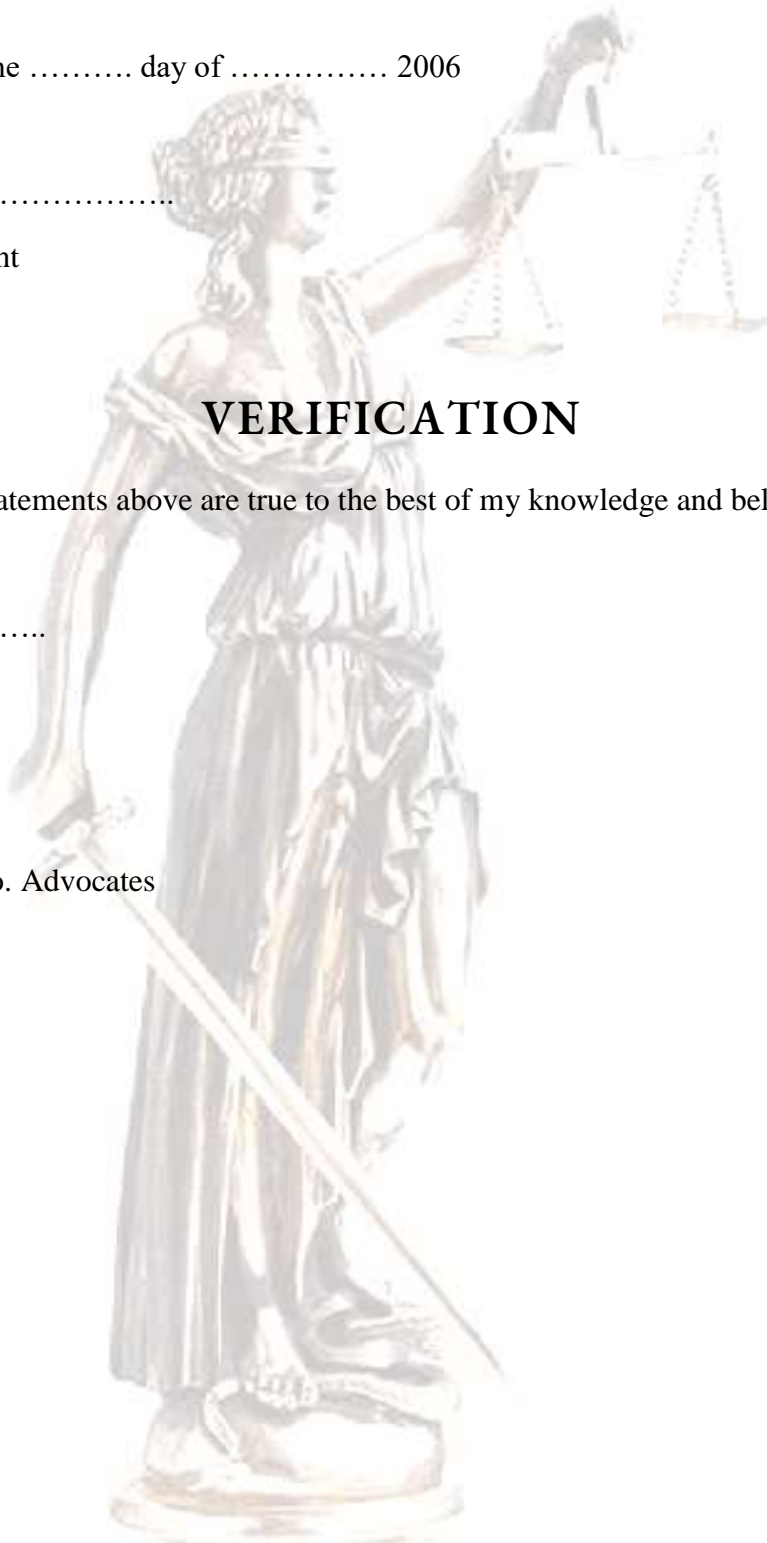 ne ………. day of …………… 2006
……………..
nt
VERIFICATION
atements above are true to the best of my knowledge and bel
…..
o. Advocates